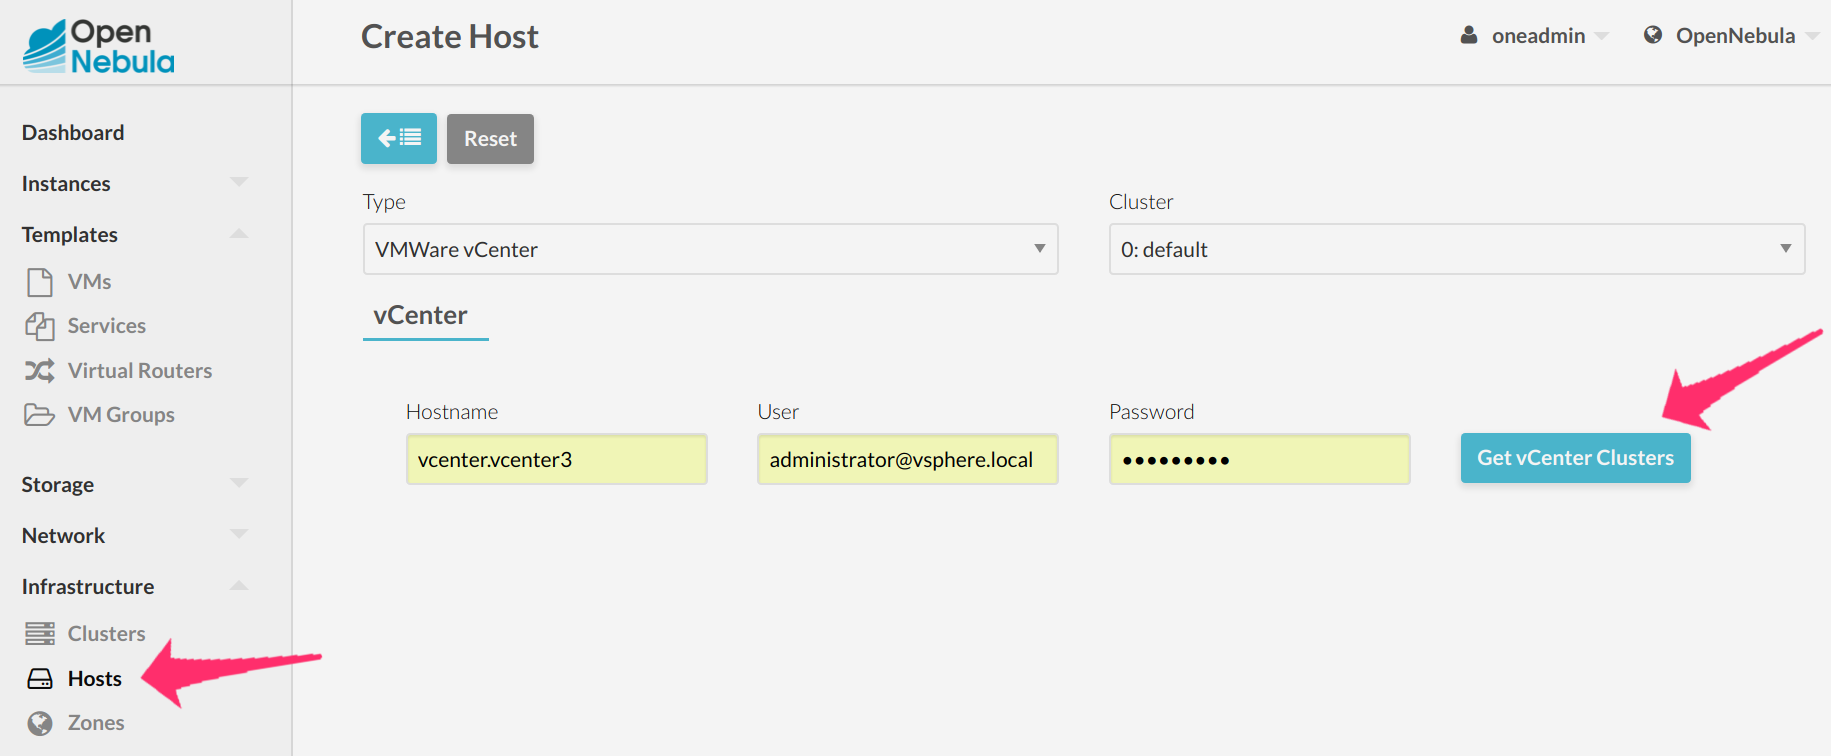 Open
Nebula
Create Host
oneadmin
OpenNebula
Dashboard
Instances
Templates
VMs
Services
Virtual Routers
VM Groups
Storage
Network
Infrastructure
Clusters
Hosts
Zones
Reset
Type
Cluster
VMWare vCenter
0: default
vCenter
Hostname
User
Password
vcenter.vcenter3
administrator@vsphere.local
•••••••••
Get vCenter Clusters